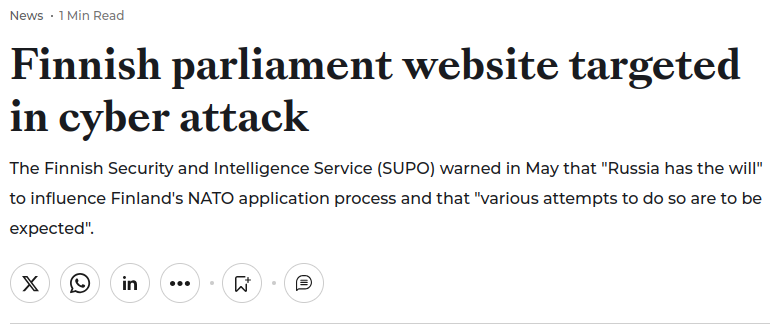 News · 1 Min Read
Finnish parliament website targeted
in cyber attack
The Finnish Security and Intelligence Service (SUPO) warned in May that "Russia has the will"
to influence Finland's NATO application process and that "various attempts to do so are to be
expected".